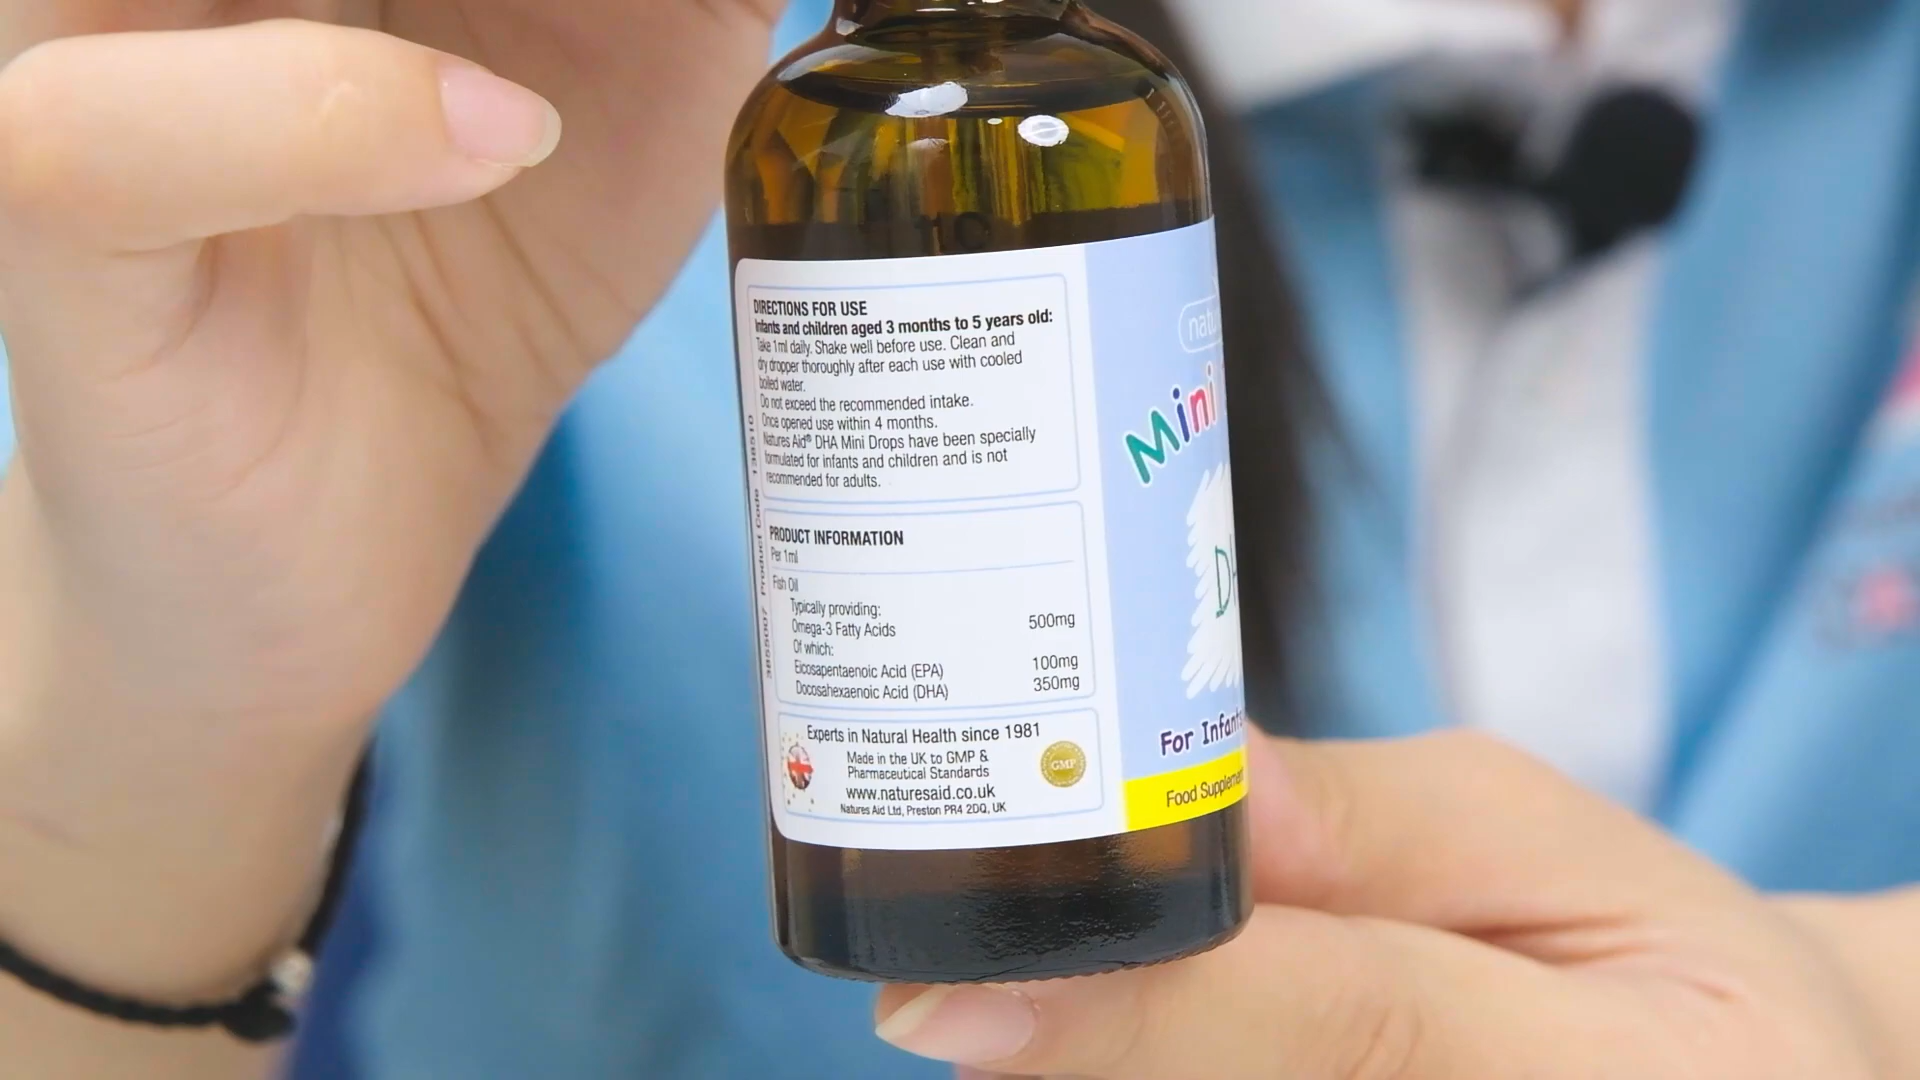 DIRECTIONS FOR USE
Infants and children aged 3 months to 5 years old:
Take 1ml daily. Shake well before use. Clean and
dry dropper thoroughly after each use with cooled
boiled water.
Do not exceed the recommended intake.
Once opened use within 4 months.
Natures Aid® DHA Mini Drops have been specially
formulated for infants and children and is not
recommended for adults.
PRODUCT INFORMATION
Per 1ml
Fish Oil
Typically providing:
Omega-3 Fatty Acids 500mg
Of which:
Eicosapentaenoic Acid (EPA) 100mg
Docosahexaenoic Acid (DHA) 350mg
Experts in Natural Health since 1981
Made in the UK to GMP &
Pharmaceutical Standards
www.naturesaid.co.uk
Natures Aid Ltd, Preston PR4 2DQ, UK
GMP
Product Code 138510
Mini
For Infants
Food Supplement